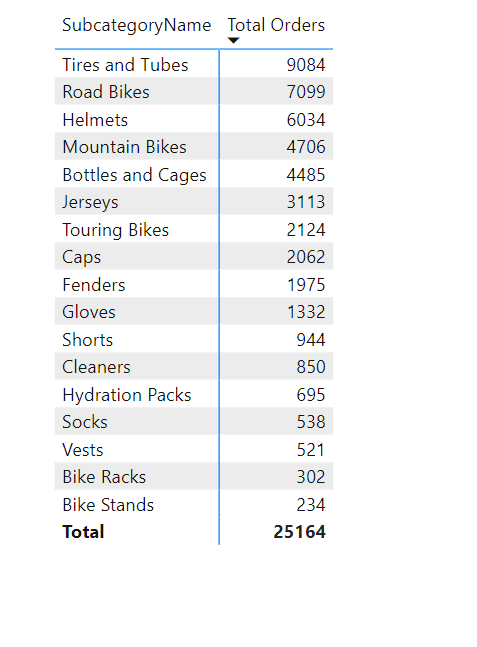 SubcategoryName Total Orders
Tires and Tubes 9084
Road Bikes 7099
Helmets 6034
Mountain Bikes 4706
Bottles and Cages 4485
Jerseys 3113
Touring Bikes 2124
Caps 2062
Fenders 1975
Gloves 1332
Shorts 944
Cleaners 850
Hydration Packs 695
Socks 538
Vests 521
Bike Racks 302
Bike Stands 234
Total 25164